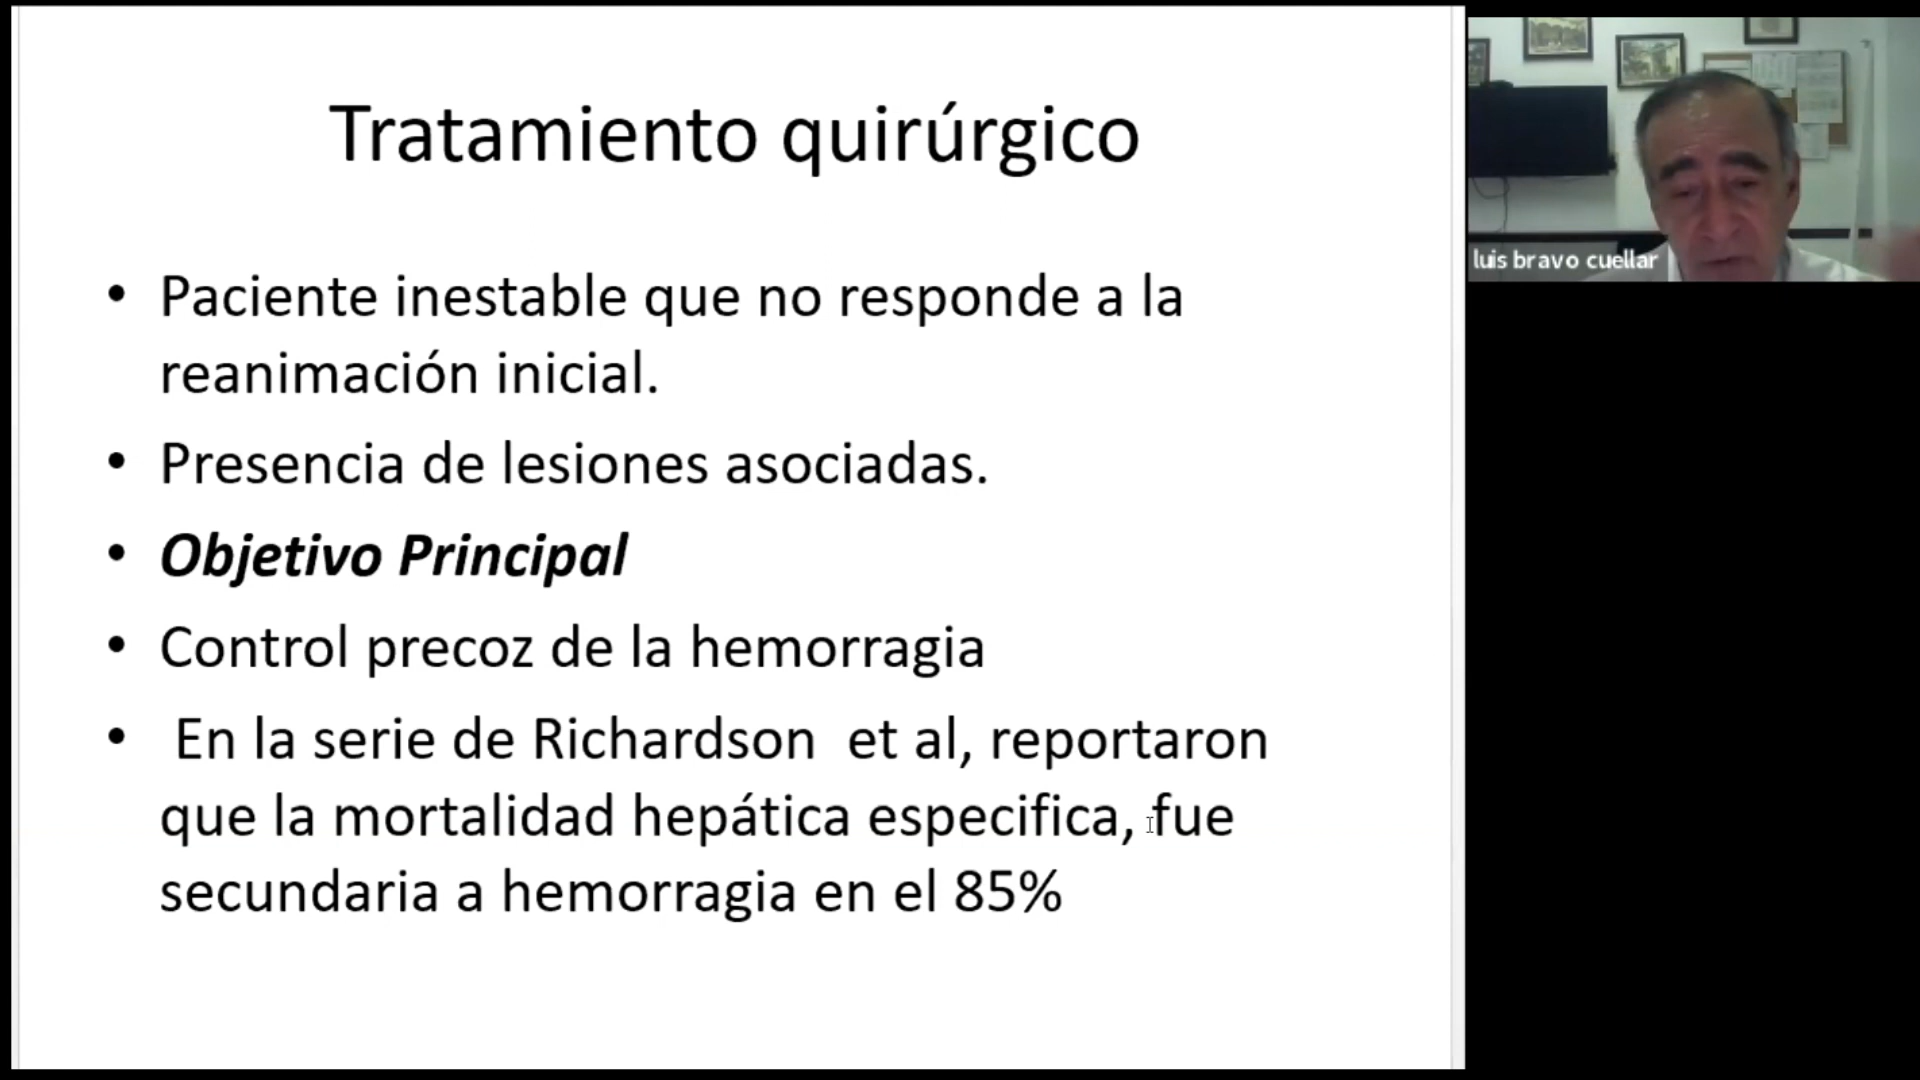 Tratamiento quirúrgico
• Paciente inestable que no responde a la
reanimación inicial.
• Presencia de lesiones asociadas.
• Objetivo Principal
• Control precoz de la hemorragia
• En la serie de Richardson et al, reportaron
que la mortalidad hepática especifica, fue
secundaria a hemorragia en el 85%
luis bravo cuellar